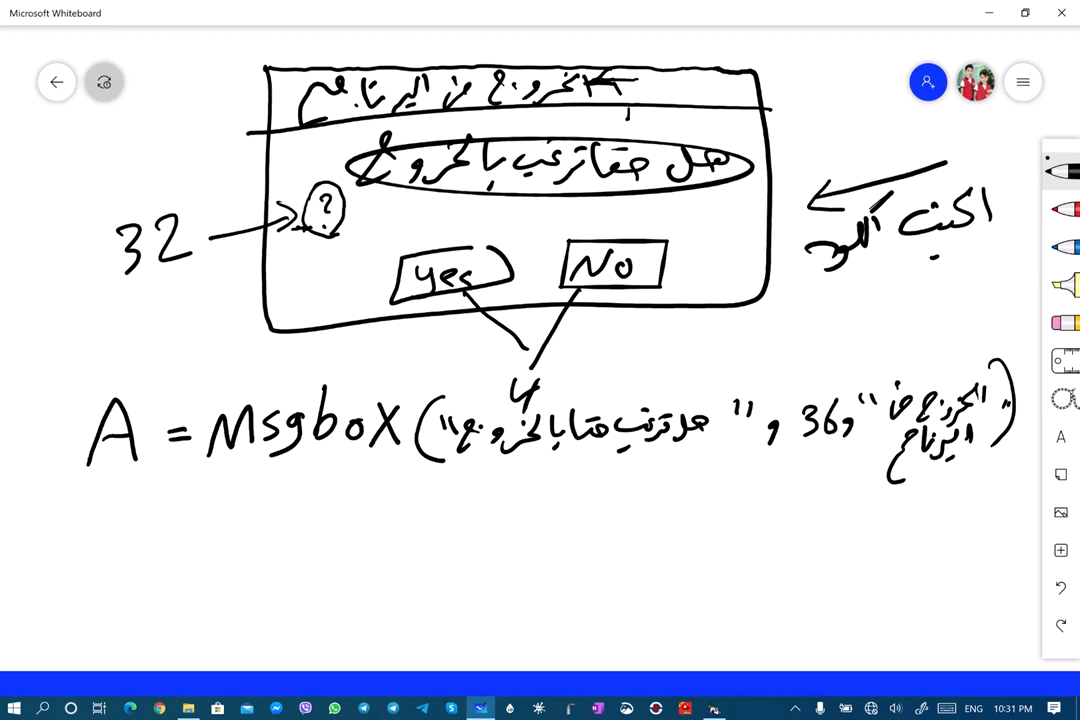 Microsoft Whiteboard
الخروج من البرنامج
هل حقا ترغب بالخروج
?
32
Yes
No
اكتب الكود
4
A = Msgbox ("هل ترغب حقا بالخروج" , 36 , "الخروج من البرنامج")
A
ENG
10:31 PM